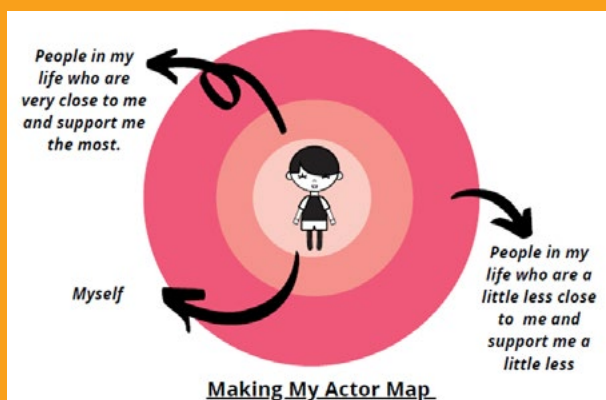 People in my
life who are
very close to me
and support me
the most.
Myself
People in my
life who are a
little less close
to me and
support me a
little less
Making My Actor Map